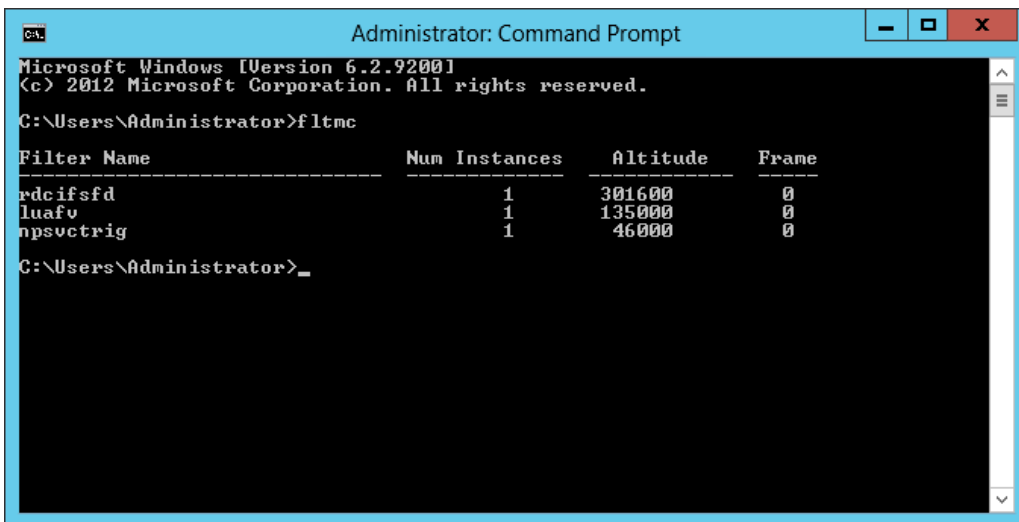 Administrator: Command Prompt
Microsoft Windows [Version 6.2.9200]
(c) 2012 Microsoft Corporation. All rights reserved.
C:\Users\Administrator>fltmc
Filter Name                     Num Instances    Altitude    Frame
------------------------------  -------------  ------------  -----
rdcifsfd                                1       301600         0
luafv                                   1       135000         0
npsvctrig                               1        46000         0
C:\Users\Administrator>_